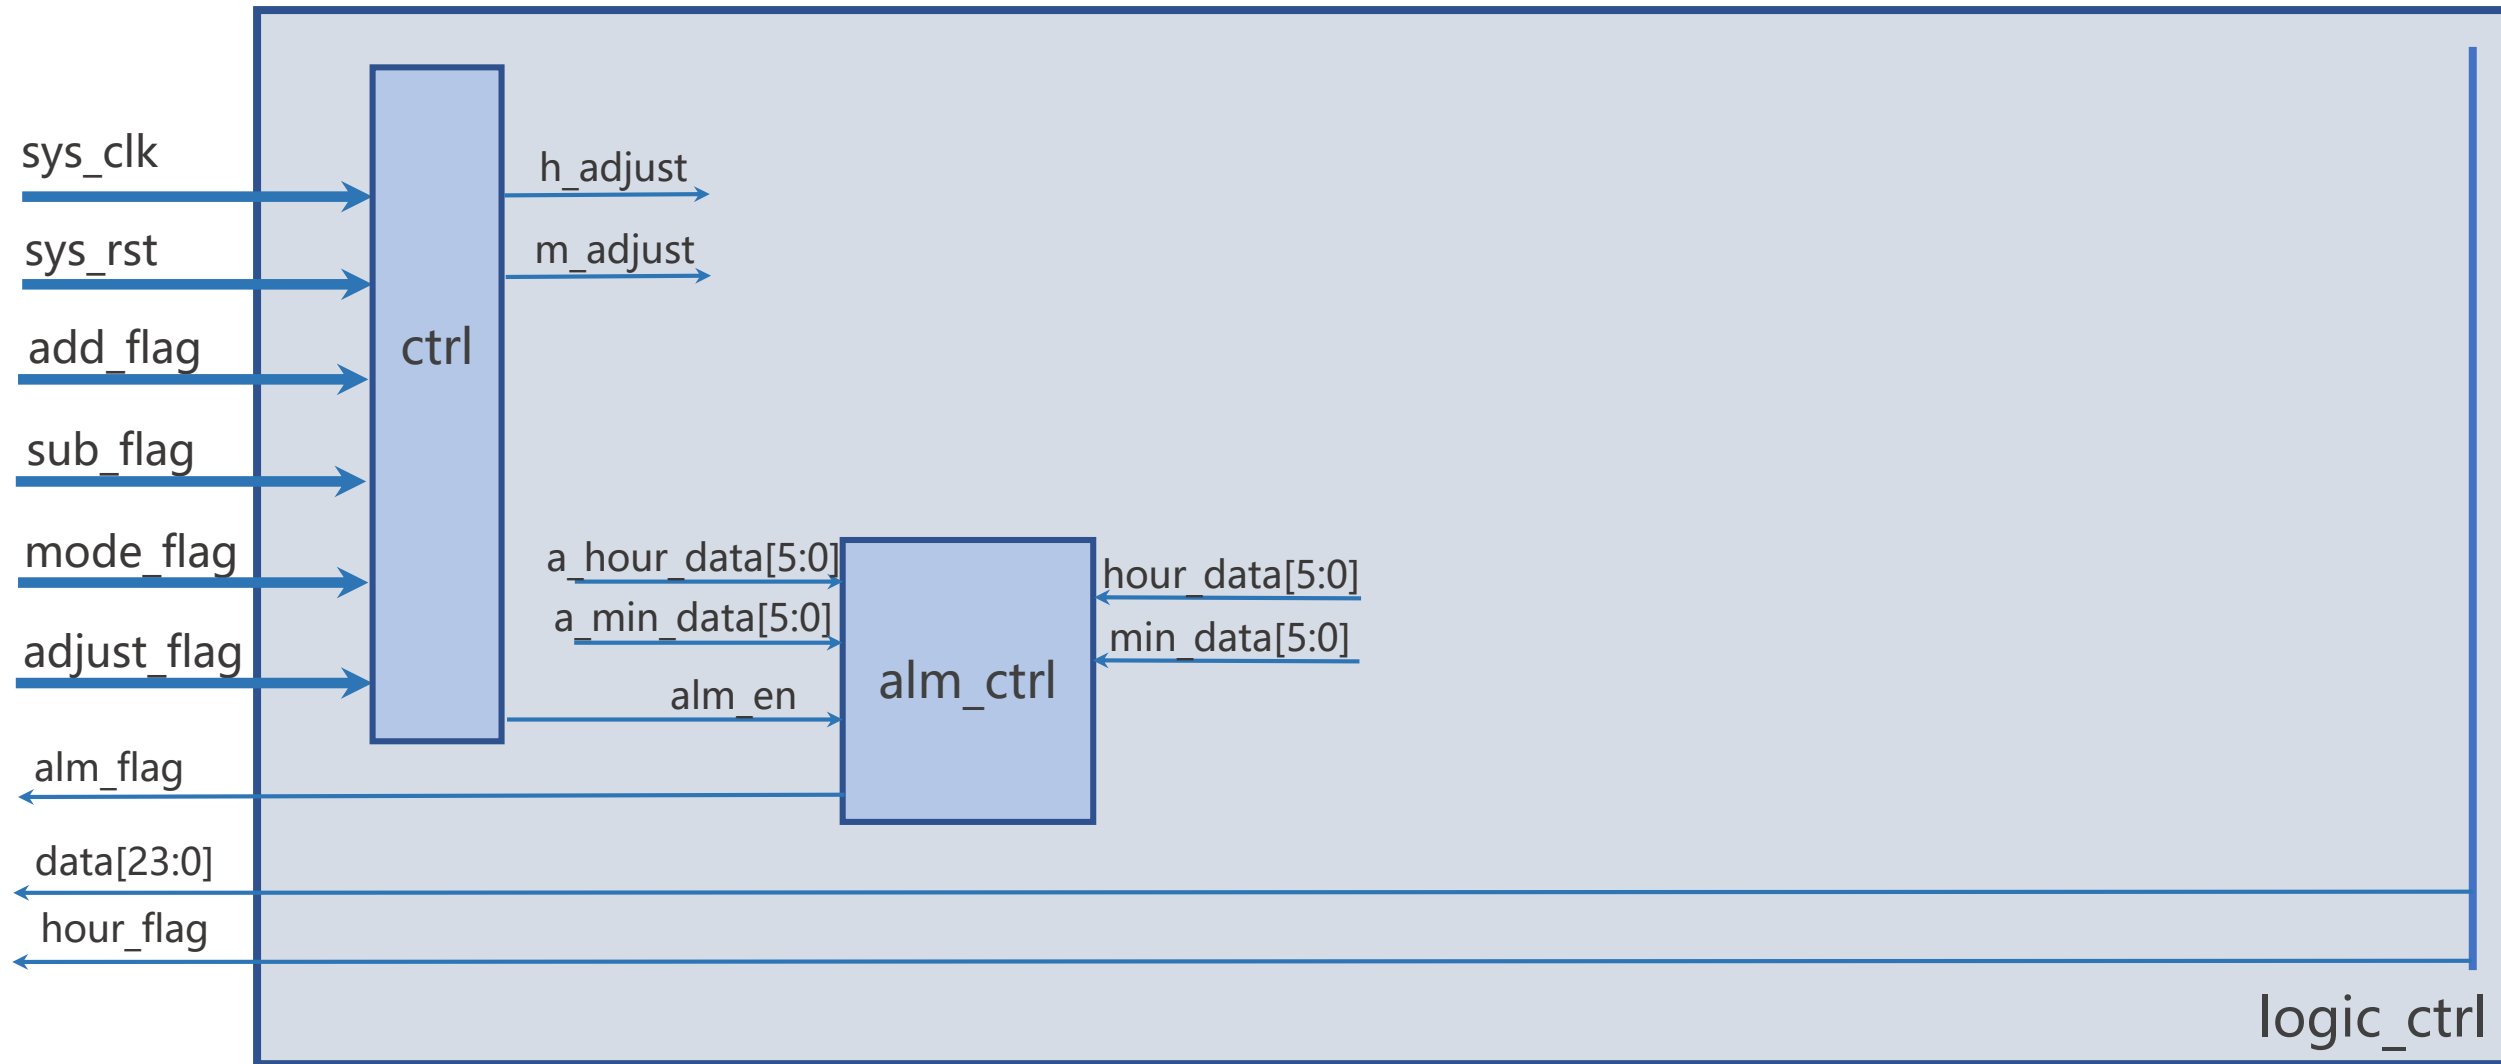 sys_clk
h_adjust
sys_rst
m_adjust
add_flag
ctrl
sub_flag
mode_flag
a_hour_data[5:0]
hour_data[5:0]
a_min_data[5:0]
min_data[5:0]
adjust_flag
alm_en
alm_ctrl
alm_flag
data[23:0]
hour_flag
logic_ctrl